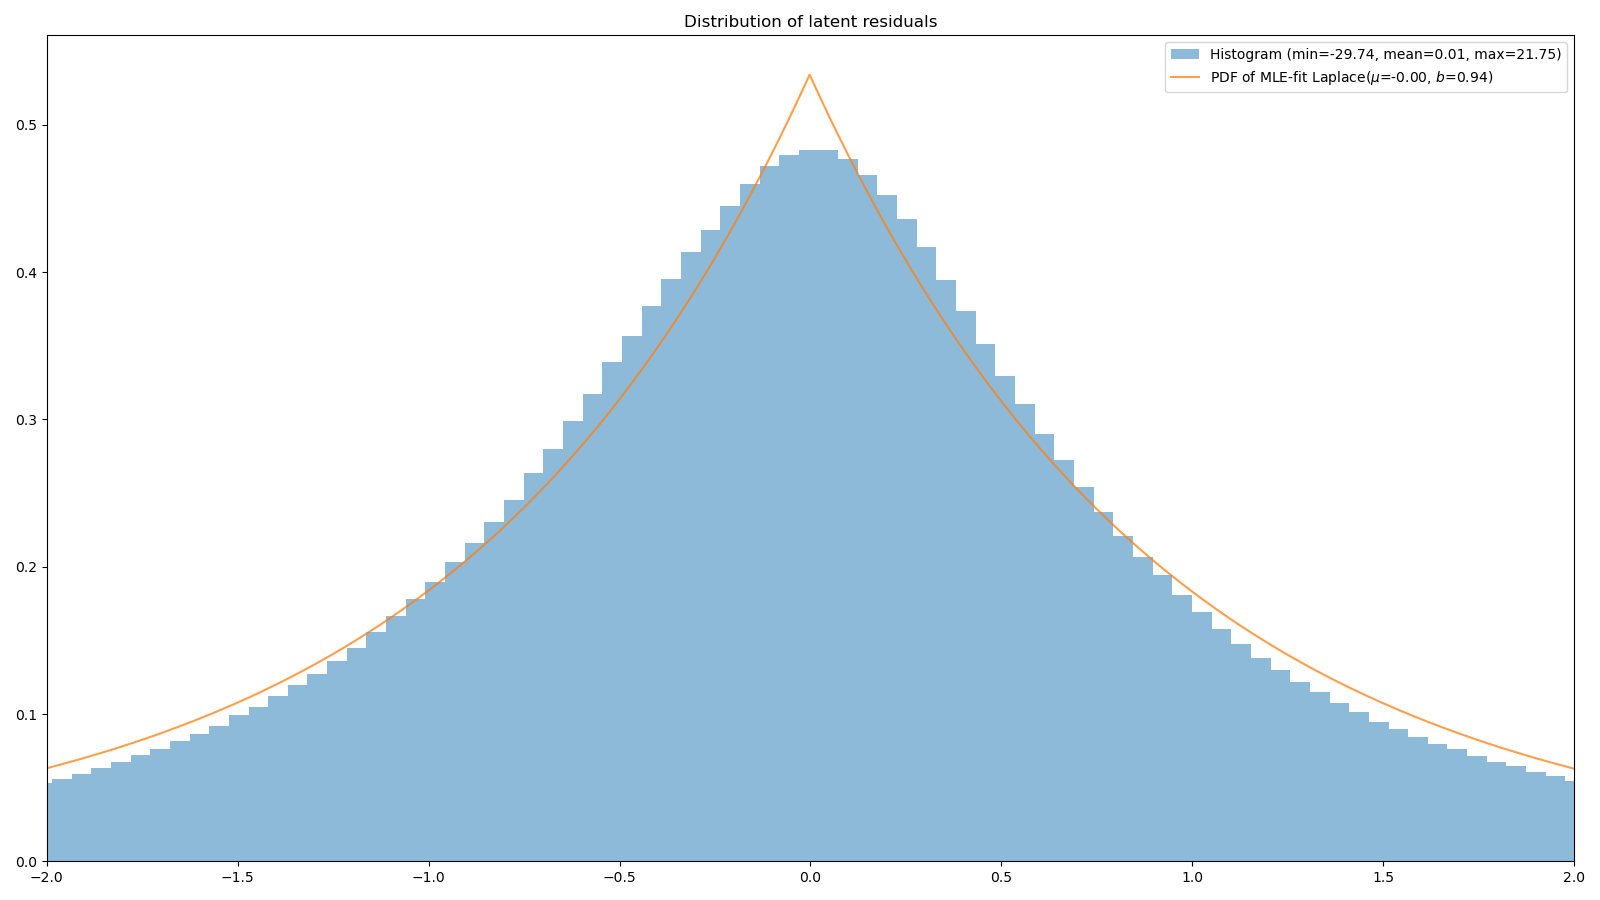 Distribution of latent residuals
Histogram (min=-29.74, mean=0.01, max=21.75)
PDF of MLE-fit Laplace(μ=-0.00, b=0.94)
0.5
0.4
0.3
0.2
0.1
0.0
−2.0 −1.5 −1.0 −0.5 0.0 0.5 1.0 1.5 2.0